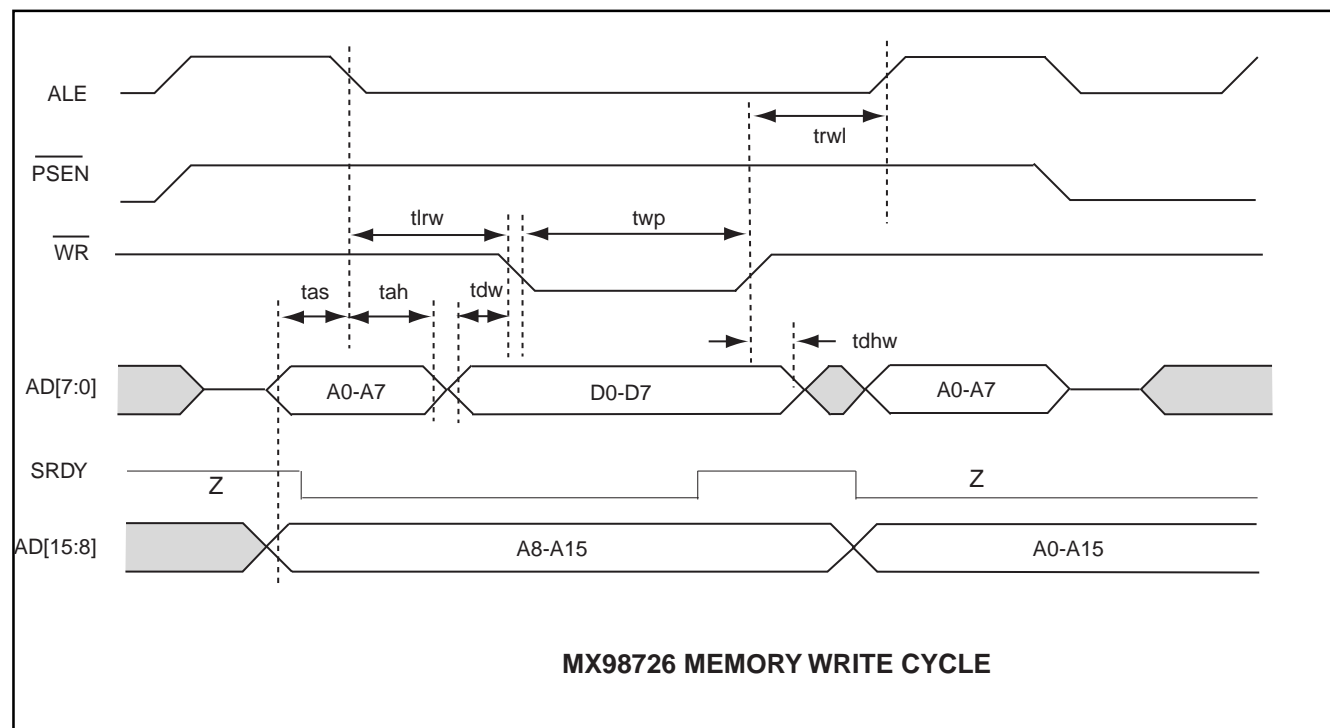 ALE
trwl
PSEN
tlrw
twp
WR
tas
tah
tdw
tdhw
AD[7:0]
A0-A7
D0-D7
A0-A7
SRDY
Z
Z
AD[15:8]
A8-A15
A0-A15
MX98726 MEMORY WRITE CYCLE